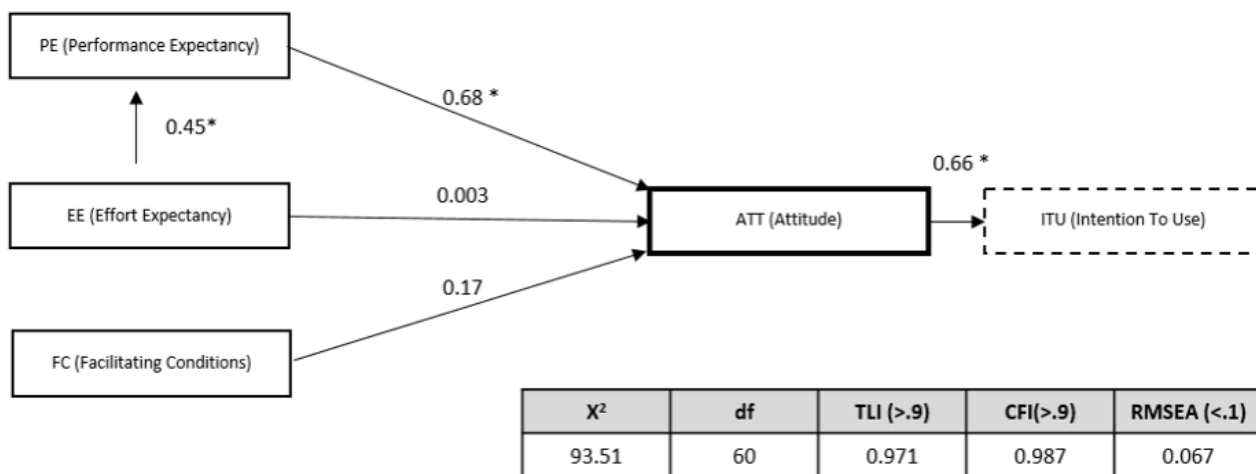 PE (Performance Expectancy)
0.68 *
0.45*
0.66 *
EE (Effort Expectancy)
0.003
ATT (Attitude)
ITU (Intention To Use)
0.17
FC (Facilitating Conditions)
X² df TLI (>.9) CFI(>.9) RMSEA (<.1)
93.51 60 0.971 0.987 0.067